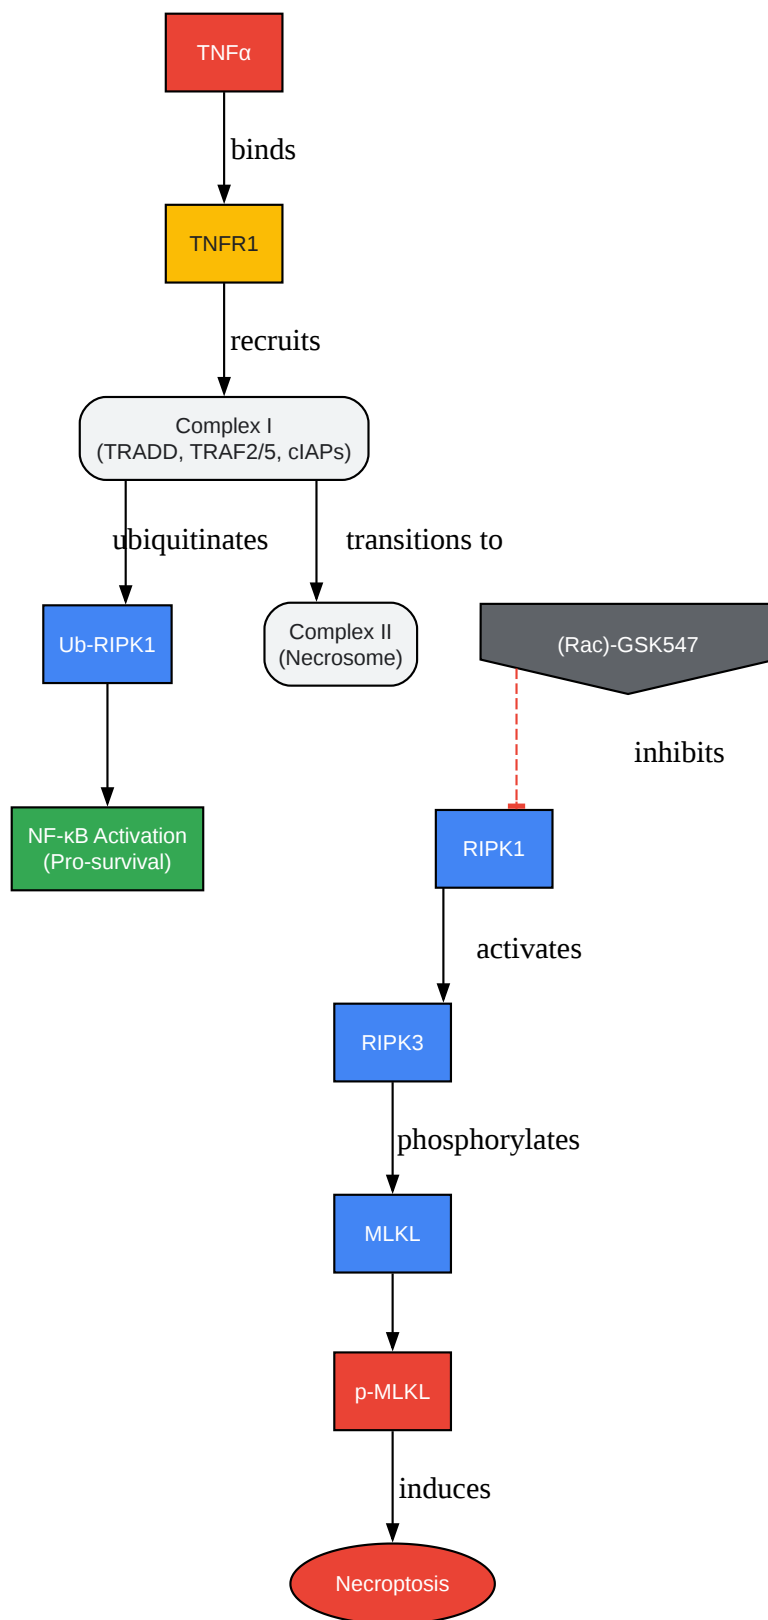 TNFα
binds
TNFR1
recruits
Complex I
(TRADD, TRAF2/5, cIAPs)
ubiquitinates
transitions to
Ub-RIPK1
Complex II
(Necrosome)
(Rac)-GSK547
inhibits
NF-κB Activation
(Pro-survival)
RIPK1
activates
RIPK3
phosphorylates
MLKL
p-MLKL
induces
Necroptosis